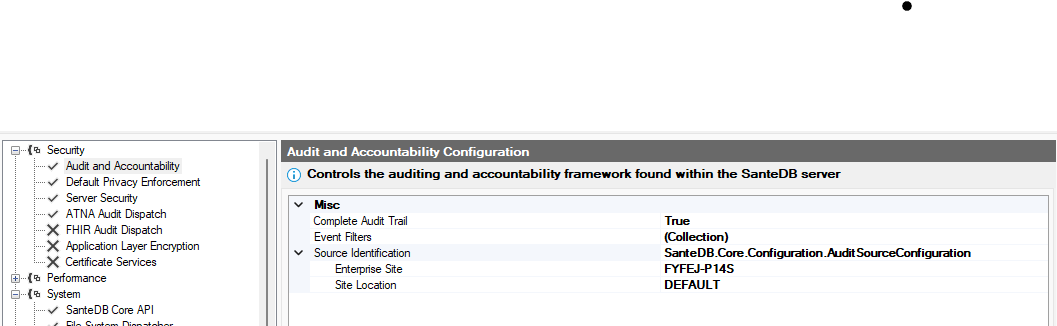 Security
Audit and Accountability
Default Privacy Enforcement
Server Security
ATNA Audit Dispatch
FHIR Audit Dispatch
Application Layer Encryption
Certificate Services
Performance
System
SanteDB Core API
File System Dispatcher
Audit and Accountability Configuration
Controls the auditing and accountability framework found within the SanteDB server
Misc
Complete Audit Trail True
Event Filters (Collection)
Source Identification SanteDB.Core.Configuration.AuditSourceConfiguration
Enterprise Site FYFEJ-P14S
Site Location DEFAULT